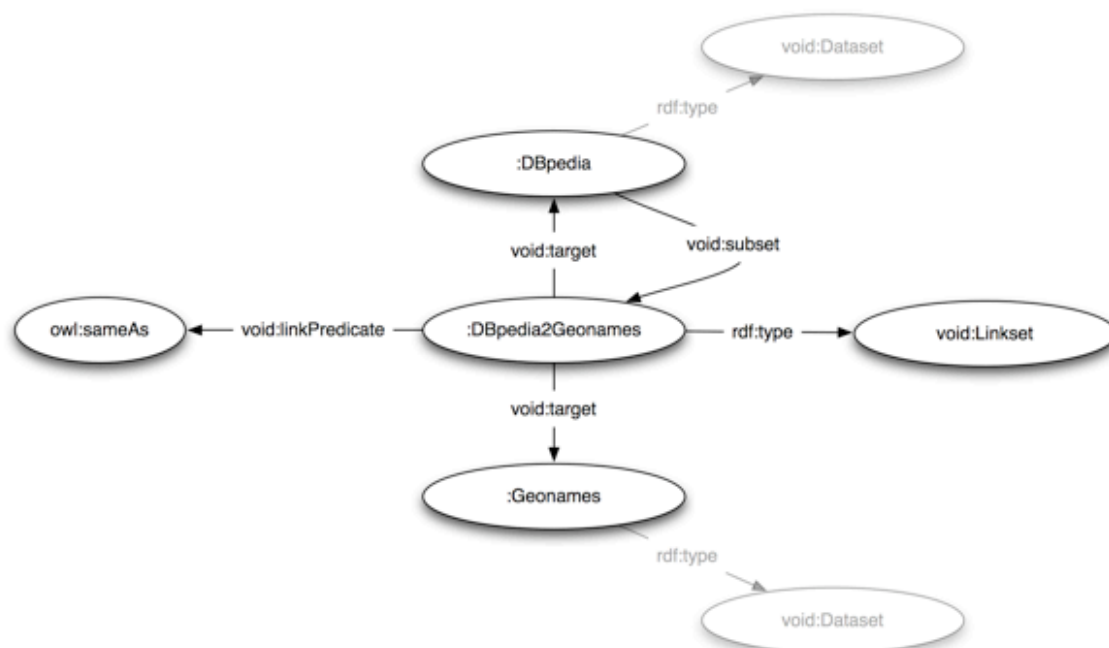 void:Dataset
rdf:type
:DBpedia
void:target
void:subset
owl:sameAs
void:linkPredicate
:DBpedia2Geonames
rdf:type
void:Linkset
void:target
:Geonames
rdf:type
void:Dataset